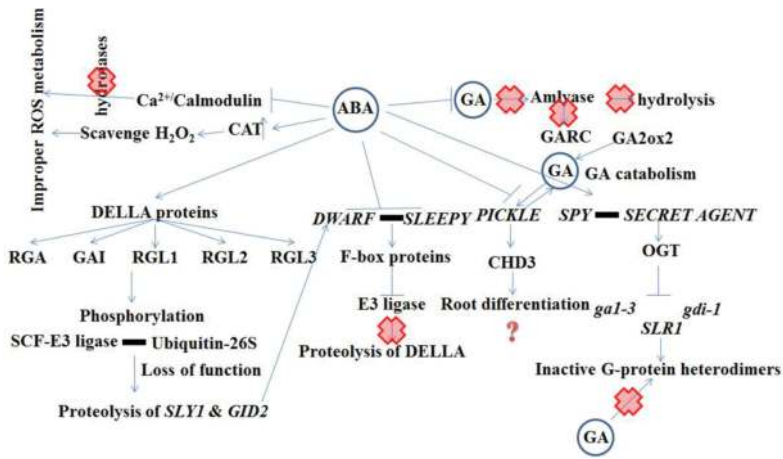 Improper ROS metabolism
hydrolases
Ca²⁺/Calmodulin
ABA
GA
Amlyase
hydrolysis
Scavenge H₂O₂
CAT
GARC
GA2ox2
GA
GA catabolism
DELLA proteins
DWARF
SLEEPY
PICKLE
SPY
SECRET AGENT
RGA
GAI
RGL1
RGL2
RGL3
F-box proteins
CHD3
OGT
Phosphorylation
E3 ligase
Root differentiation
ga1-3
gdi-1
SLR1
SCF-E3 ligase
Ubiquitin-26S
Proteolysis of DELLA
?
Loss of function
Inactive G-protein heterodimers
Proteolysis of SLY1 & GID2
GA